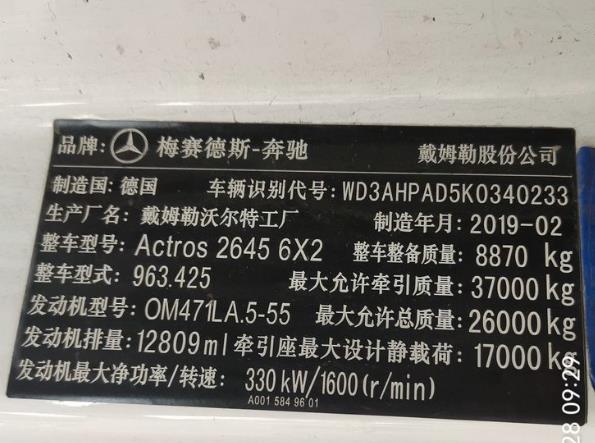 品牌: 梅赛德斯-奔驰 戴姆勒股份公司
制造国: 德国 车辆识别代号: WD3AHPAD5K0340233
生产厂名: 戴姆勒沃尔特工厂 制造年月: 2019-02
整车型号: Actros 2645 6X2 整车整备质量: 8870 kg
整车型式: 963.425 最大允许牵引质量: 37000 kg
发动机型号: OM471LA.5-55 最大允许总质量: 26000 kg
发动机排量: 12809ml 牵引座最大设计静载荷: 17000 kg
发动机最大净功率/转速: 330 kW/1600(r/min)
A001 584 96 01
28 09:29